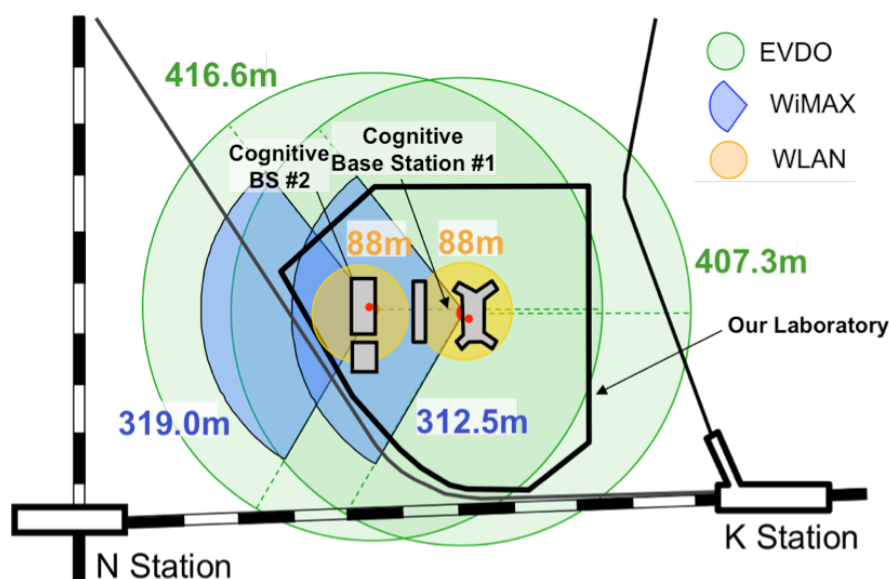 416.6m
EVDO
WiMAX
WLAN
Cognitive
Base Station #1
Cognitive
BS #2
88m
88m
407.3m
Our Laboratory
319.0m
312.5m
N Station
K Station